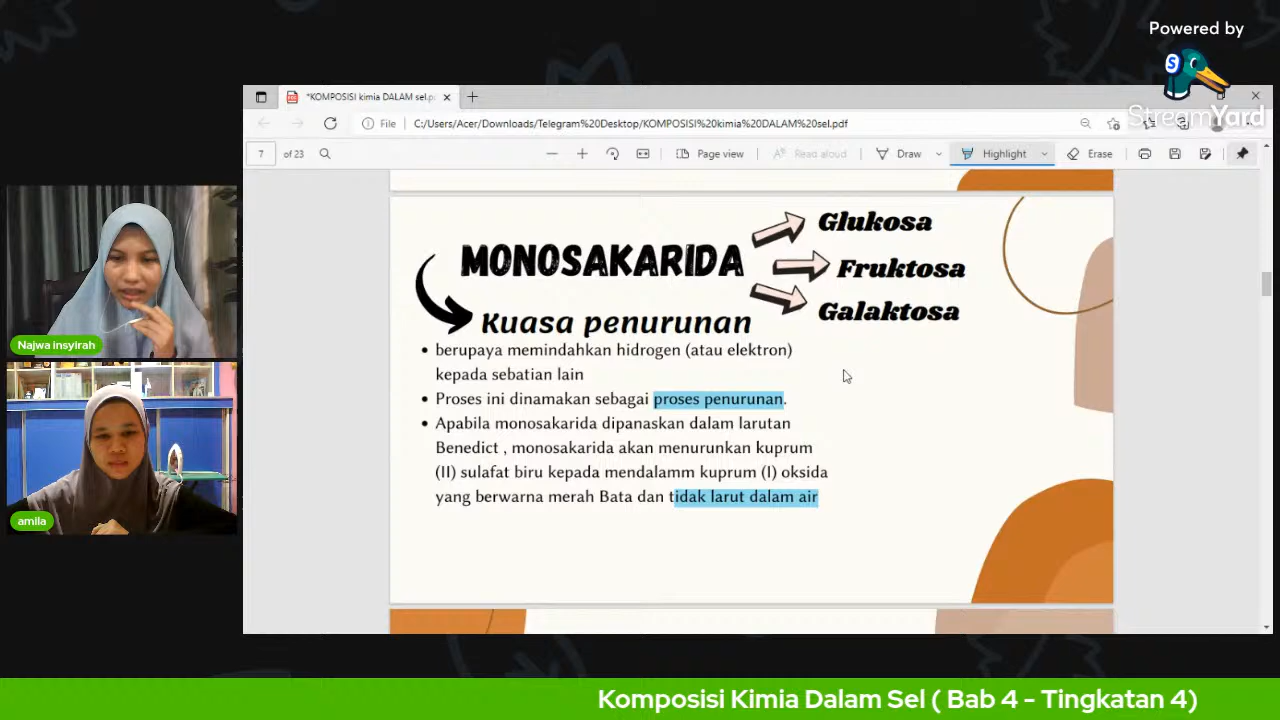 Powered by
StreamYard
*KOMPOSISI kimia DALAM sel.p
File
C:/Users/Acer/Downloads/Telegram%20Desktop/KOMPOSISI%20kimia%20DALAM%20sel.pdf
7 of 23
Page view
Read aloud
Draw
Highlight
Erase
MONOSAKARIDA
Glukosa
Fruktosa
Galaktosa
Kuasa penurunan
• berupaya memindahkan hidrogen (atau elektron)
kepada sebatian lain
• Proses ini dinamakan sebagai proses penurunan.
• Apabila monosakarida dipanaskan dalam larutan
Benedict , monosakarida akan menurunkan kuprum
(II) sulafat biru kepada mendalamm kuprum (I) oksida
yang berwarna merah Bata dan tidak larut dalam air
Najwa insyirah
amila
Komposisi Kimia Dalam Sel ( Bab 4 - Tingkatan 4)